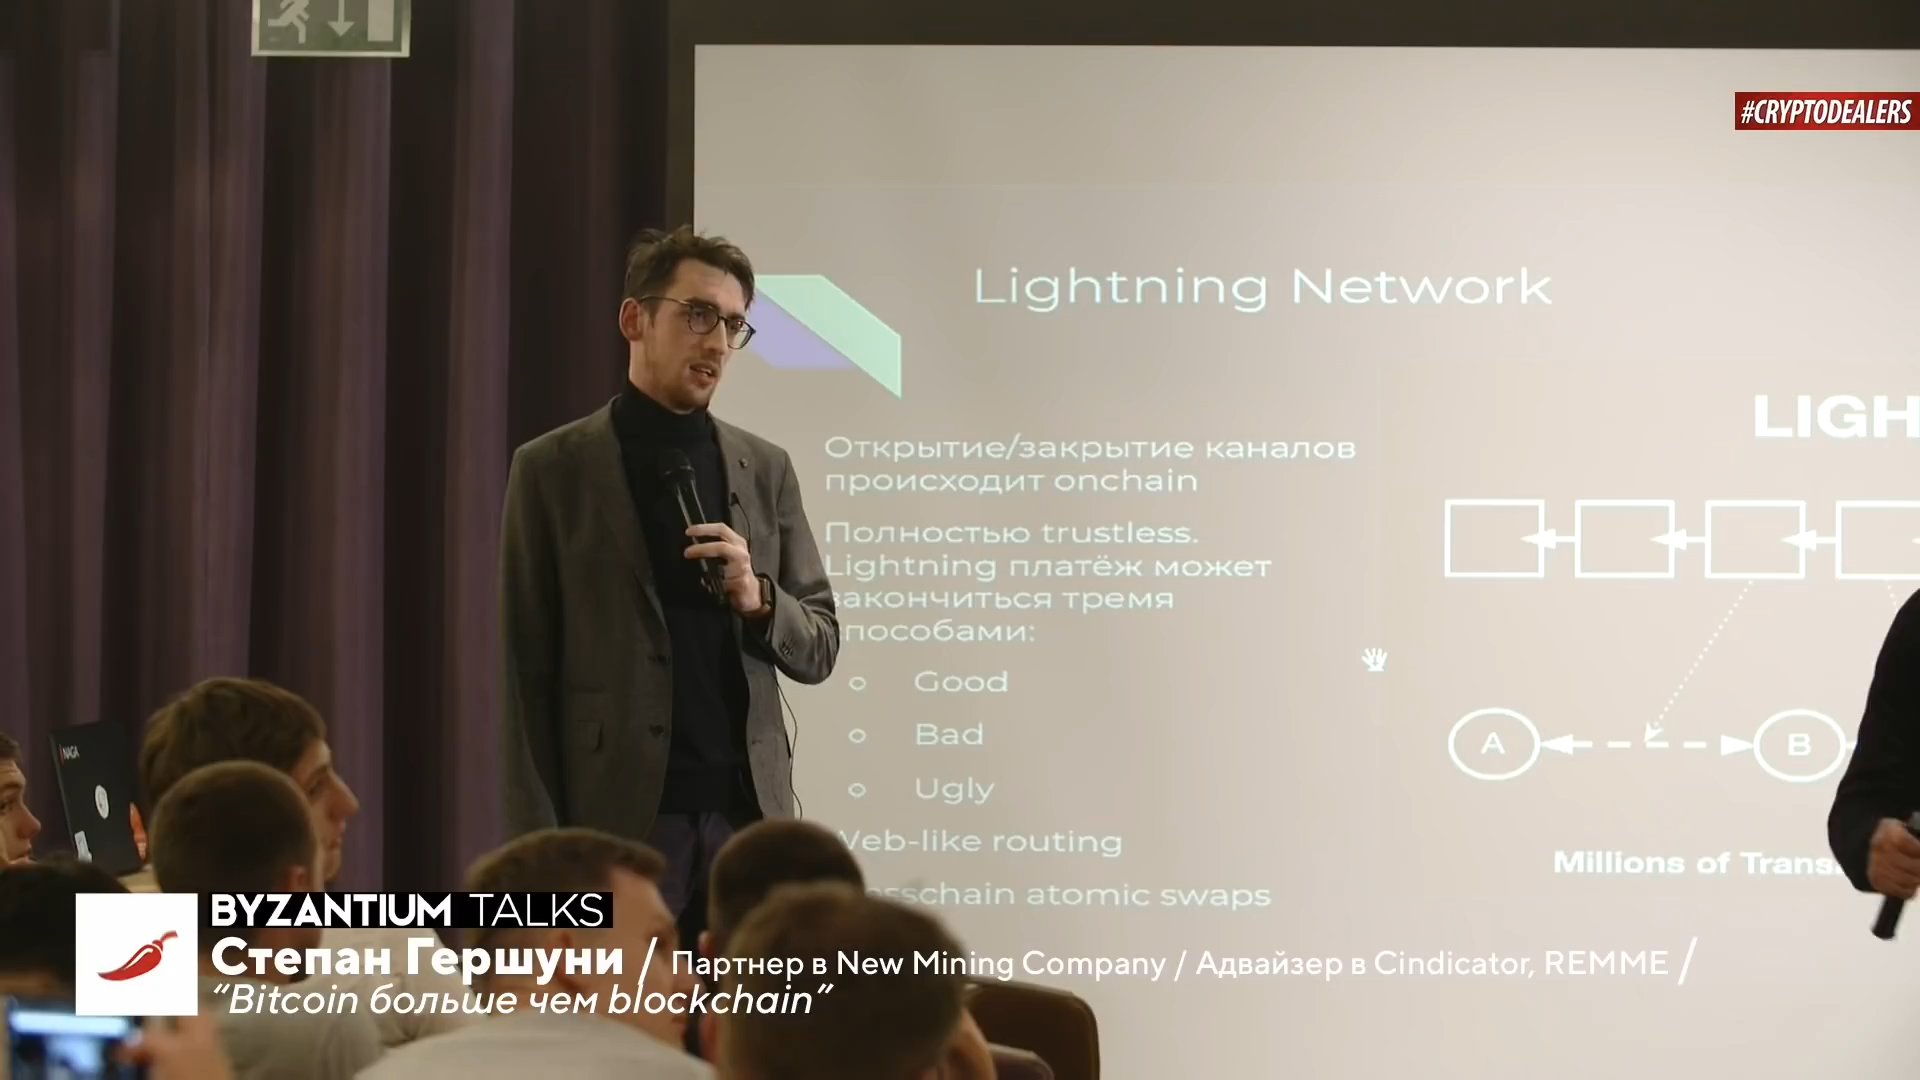 #CRYPTODEALERS
Lightning Network
Открытие/закрытие каналов
происходит onchain
Полностью trustless.
Lightning платёж может
закончиться тремя
способами:
Good
Bad
Ugly
Web-like routing
atomic swaps
A
B
Millions of
NAGA
BYZANTIUM TALKS
Степан Гершуни / Партнер в New Mining Company / Адвайзер в Cindicator, REMME /
“Bitcoin больше чем blockchain”